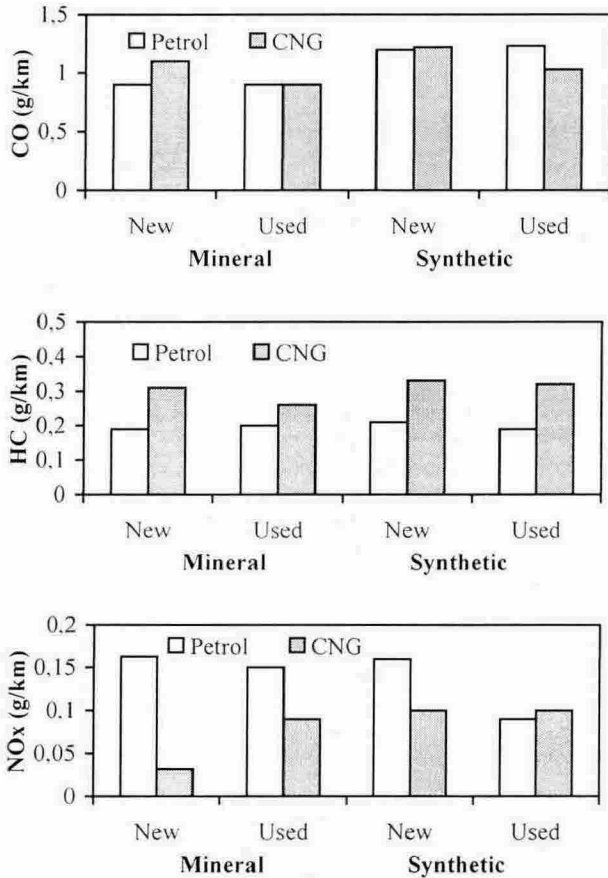 1.5
Petrol CNG
1
CO (g/km)
0.5
0
New Used New Used
Mineral Synthetic
0,5
Petrol CNG
0,4
0,3
HC (g/km)
0,2
0,1
0
New Used New Used
Mineral Synthetic
0,2
Petrol CNG
0,15
0,1
NOx (g/km)
0,05
0
New Used New Used
Mineral Synthetic